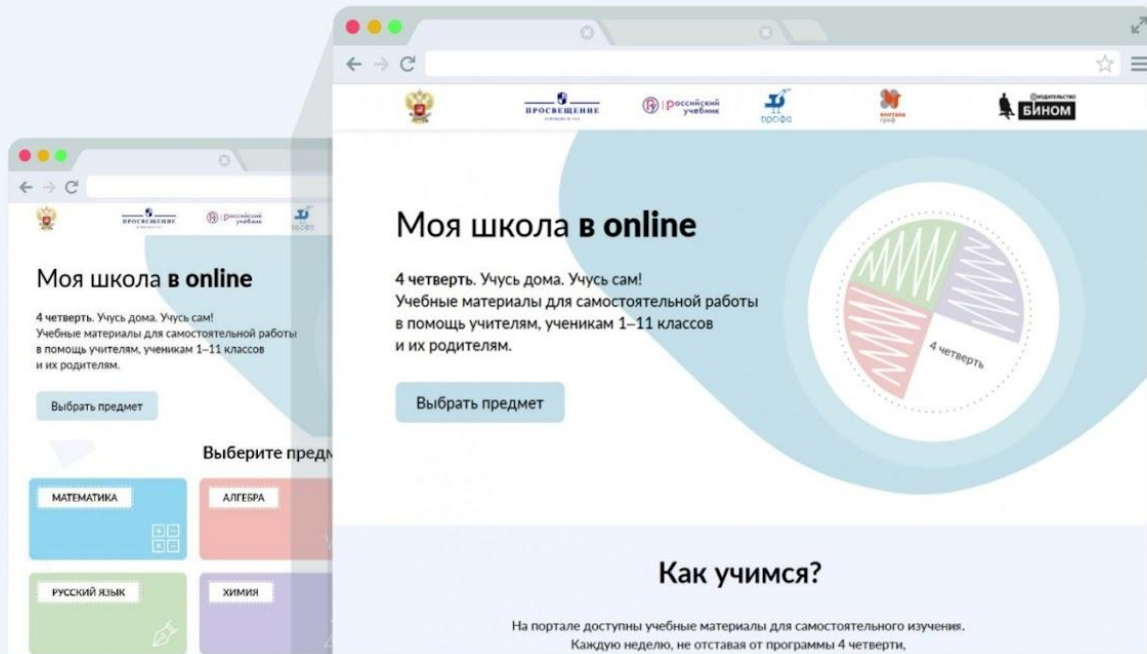 ПРОСВЕЩЕНИЕ
российский
учебник
дрофа
вентана
граф
ИЗДАТЕЛЬСТВО
БИНОМ
Моя школа в online
4 четверть. Учусь дома. Учусь сам!
Учебные материалы для самостоятельной работы
в помощь учителям, ученикам 1–11 классов
и их родителям.
Выбрать предмет
4 четверть
Как учимся?
На портале доступны учебные материалы для самостоятельного изучения.
Каждую неделю, не отставая от программы 4 четверти,
ПРОСВЕЩЕНИЕ
российский
учебник
дрофа
Моя школа в online
4 четверть. Учусь дома. Учусь сам!
Учебные материалы для самостоятельной работы
в помощь учителям, ученикам 1–11 классов
и их родителям.
Выбрать предмет
Выберите предм
МАТЕМАТИКА
АЛГЕБРА
РУССКИЙ ЯЗЫК
ХИМИЯ